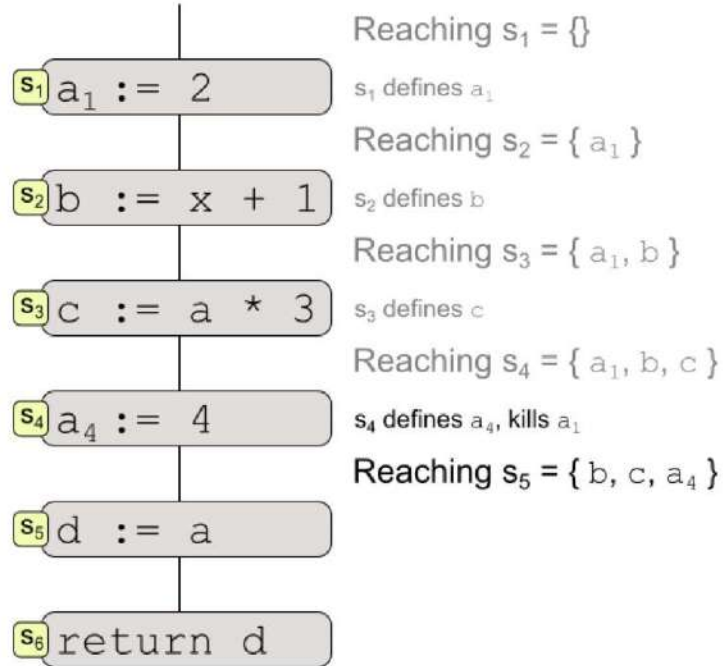 Reaching s₁ = {}
s₁ a₁ := 2 s₁ defines a₁
Reaching s₂ = { a₁ }
s₂ b := x + 1 s₂ defines b
Reaching s₃ = { a₁, b }
s₃ c := a * 3 s₃ defines c
Reaching s₄ = { a₁, b, c }
s₄ a₄ := 4 s₄ defines a₄, kills a₁
Reaching s₅ = { b, c, a₄ }
s₅ d := a
s₆ return d